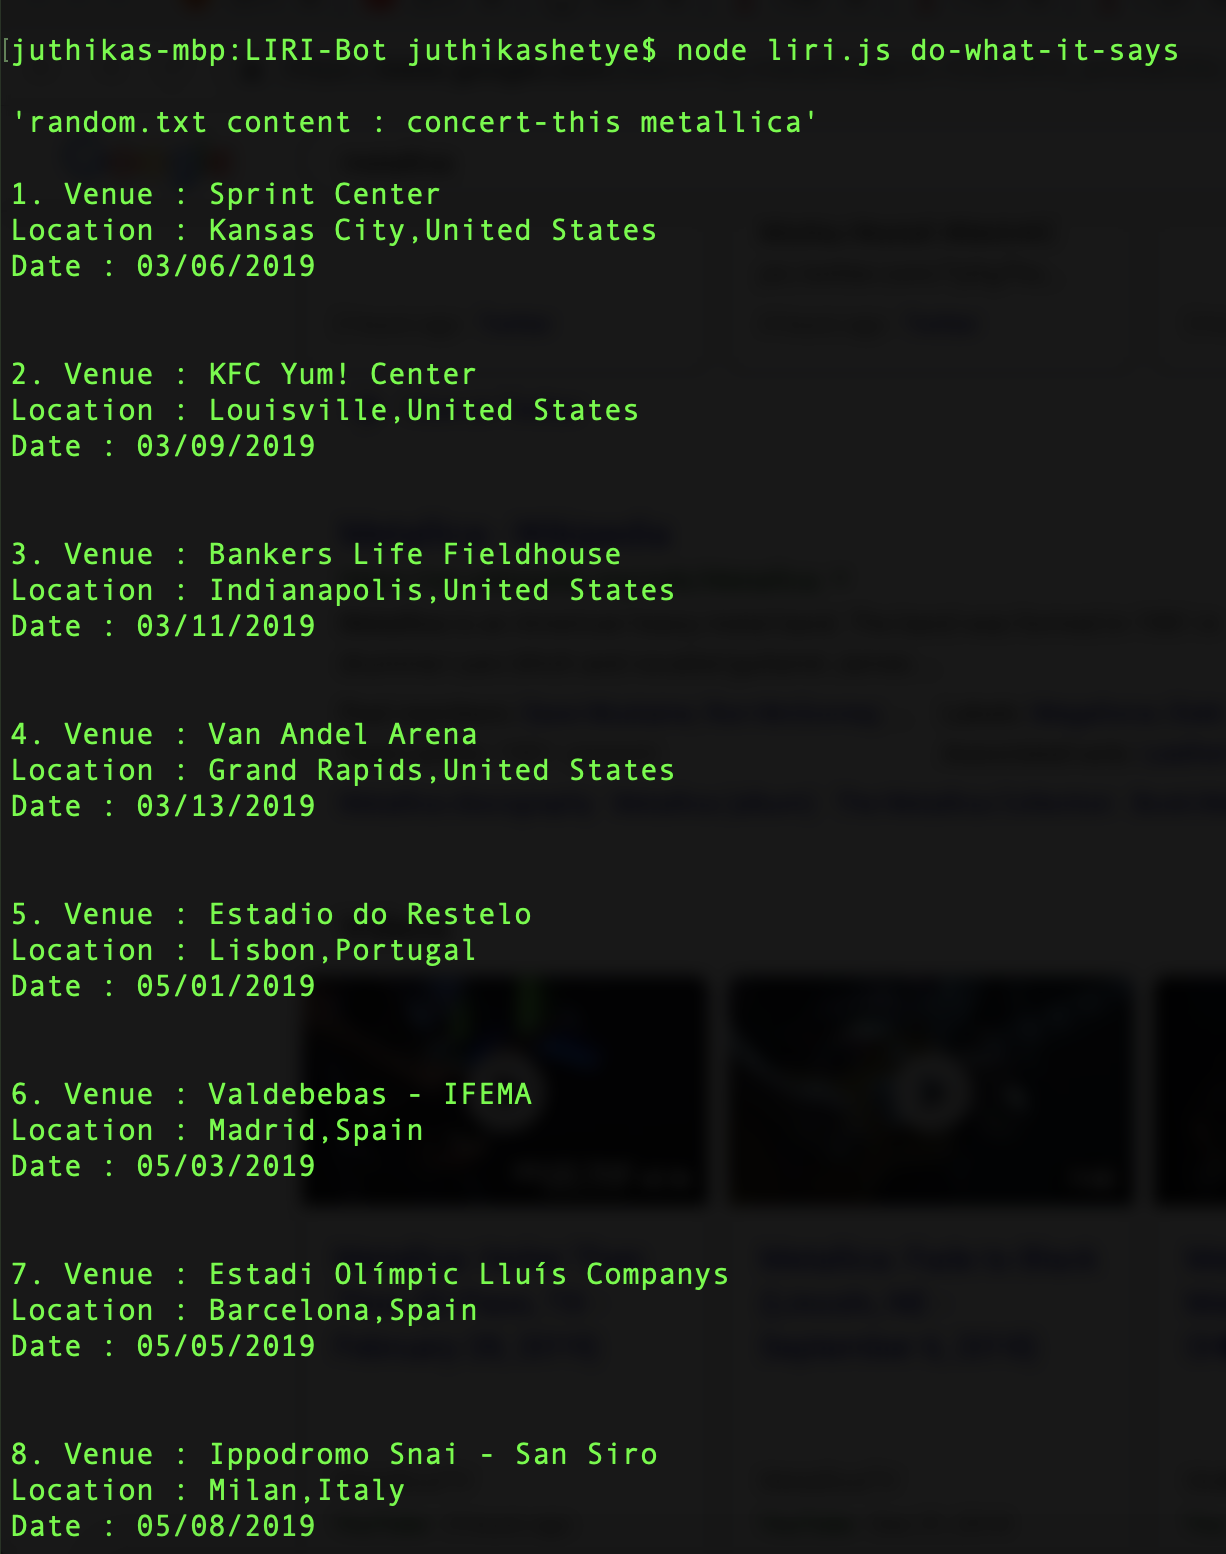 [juthikas-mbp:LIRI-Bot juthikashetye$ node liri.js do-what-it-says
'random.txt content : concert-this metallica'
1. Venue : Sprint Center
Location : Kansas City,United States
Date : 03/06/2019
2. Venue : KFC Yum! Center
Location : Louisville,United States
Date : 03/09/2019
3. Venue : Bankers Life Fieldhouse
Location : Indianapolis,United States
Date : 03/11/2019
4. Venue : Van Andel Arena
Location : Grand Rapids,United States
Date : 03/13/2019
5. Venue : Estadio do Restelo
Location : Lisbon,Portugal
Date : 05/01/2019
6. Venue : Valdebebas - IFEMA
Location : Madrid,Spain
Date : 05/03/2019
7. Venue : Estadi Olímpic Lluís Companys
Location : Barcelona,Spain
Date : 05/05/2019
8. Venue : Ippodromo Snai - San Siro
Location : Milan,Italy
Date : 05/08/2019